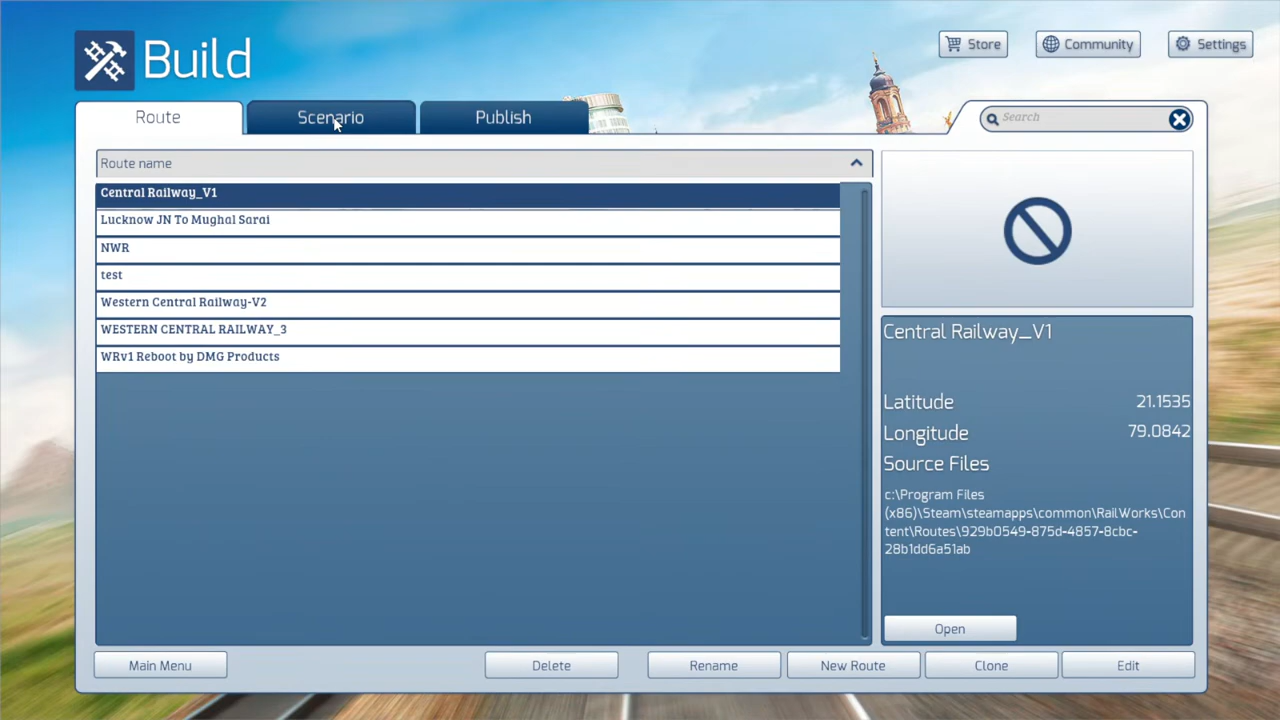 Build
Store
Community
Settings
Route
Scenario
Publish
Search
Route name
Central Railway_V1
Lucknow JN To Mughal Sarai
NWR
test
Western Central Railway-V2
WESTERN CENTRAL RAILWAY_3
WRv1 Reboot by DMG Products
Central Railway_V1
Latitude 21.1535
Longitude 79.0842
Source Files
c:\Program Files
(x86)\Steam\steamapps\common\RailWorks\Con
tent\Routes\929b0549-875d-4857-8cbc-
28b1dd6a51ab
Open
Main Menu
Delete
Rename
New Route
Clone
Edit